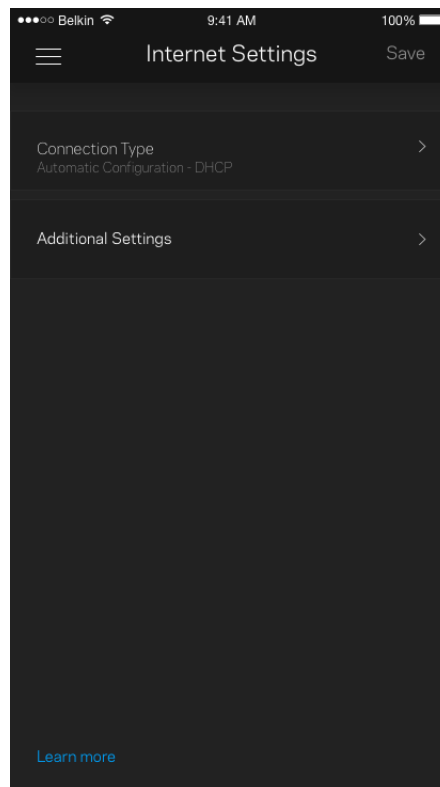 Belkin 9:41 AM 100%
Internet Settings Save
Connection Type
Automatic Configuration - DHCP
Additional Settings
Learn more